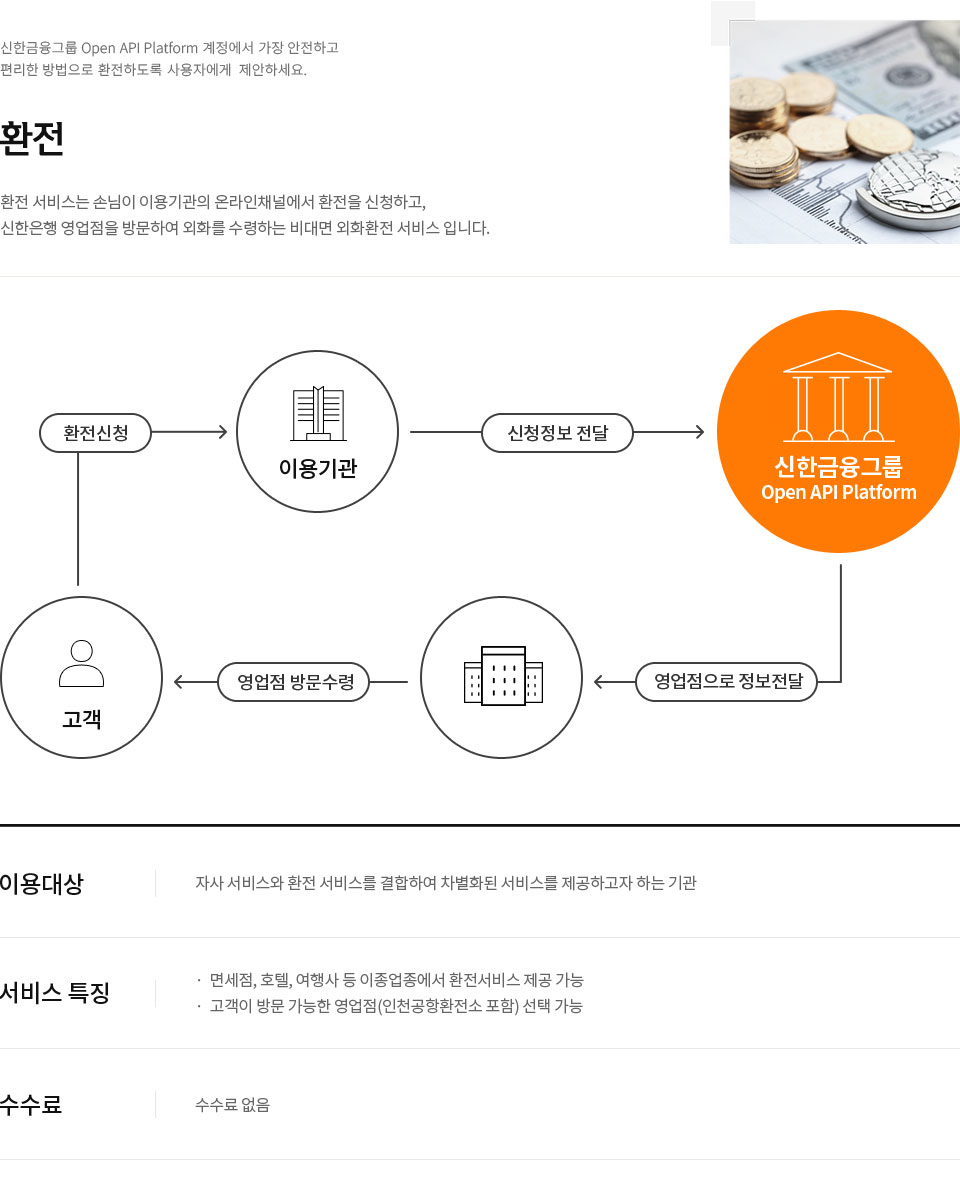 신한금융그룹 Open API Platform 계정에서 가장 안전하고
편리한 방법으로 환전하도록 사용자에게 제안하세요.
환전
환전 서비스는 손님이 이용기관의 온라인채널에서 환전을 신청하고,
신한은행 영업점을 방문하여 외화를 수령하는 비대면 외화환전 서비스 입니다.
환전신청
이용기관
신청정보 전달
신한금융그룹
Open API Platform
고객
영업점 방문수령
영업점으로 정보전달
이용대상
자사 서비스와 환전 서비스를 결합하여 차별화된 서비스를 제공하고자 하는 기관
서비스 특징
· 면세점, 호텔, 여행사 등 이종업종에서 환전서비스 제공 가능
· 고객이 방문 가능한 영업점(인천공항환전소 포함) 선택 가능
수수료
수수료 없음